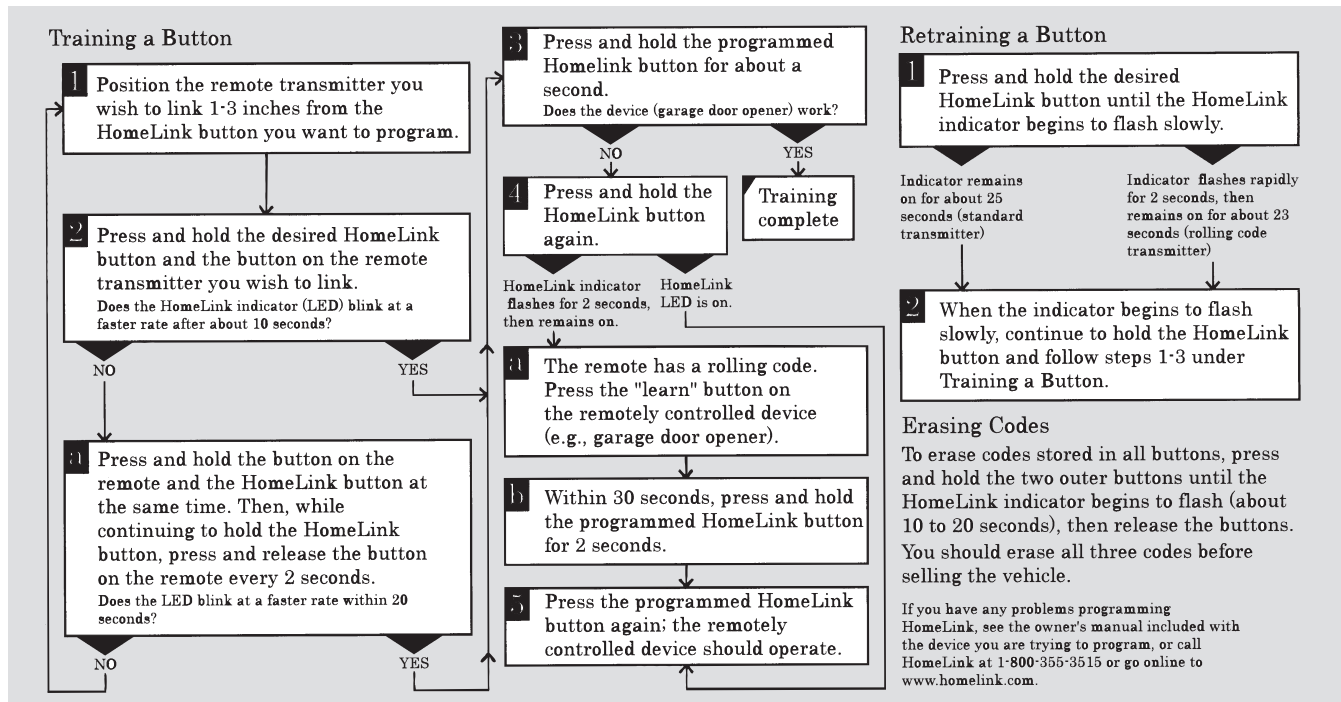 Training a Button
1
Position the remote transmitter you
wish to link 1-3 inches from the
HomeLink button you want to program.
2
Press and hold the desired HomeLink
button and the button on the remote
transmitter you wish to link.
Does the HomeLink indicator (LED) blink at a
faster rate after about 10 seconds?
NO
YES
a
Press and hold the button on the
remote and the HomeLink button at
the same time. Then, while
continuing to hold the HomeLink
button, press and release the button
on the remote every 2 seconds.
Does the LED blink at a faster rate within 20
seconds?
NO
YES
3
Press and hold the programmed
Homelink button for about a
second.
Does the device (garage door opener) work?
NO
YES
4
Press and hold the
HomeLink button
again.
Training
complete
HomeLink indicator
flashes for 2 seconds,
then remains on.
HomeLink
LED is on.
a
The remote has a rolling code.
Press the "learn" button on
the remotely controlled device
(e.g., garage door opener).
b
Within 30 seconds, press and hold
the programmed HomeLink button
for 2 seconds.
5
Press the programmed HomeLink
button again; the remotely
controlled device should operate.
Retraining a Button
1
Press and hold the desired
HomeLink button until the HomeLink
indicator begins to flash slowly.
Indicator remains
on for about 25
seconds (standard
transmitter)
Indicator flashes rapidly
for 2 seconds, then
remains on for about 23
seconds (rolling code
transmitter)
2
When the indicator begins to flash
slowly, continue to hold the HomeLink
button and follow steps 1-3 under
Training a Button.
Erasing Codes
To erase codes stored in all buttons, press
and hold the two outer buttons until the
HomeLink indicator begins to flash (about
10 to 20 seconds), then release the buttons.
You should erase all three codes before
selling the vehicle.
If you have any problems programming
HomeLink, see the owner's manual included with
the device you are trying to program, or call
HomeLink at 1-800-355-3515 or go online to
www.homelink.com.